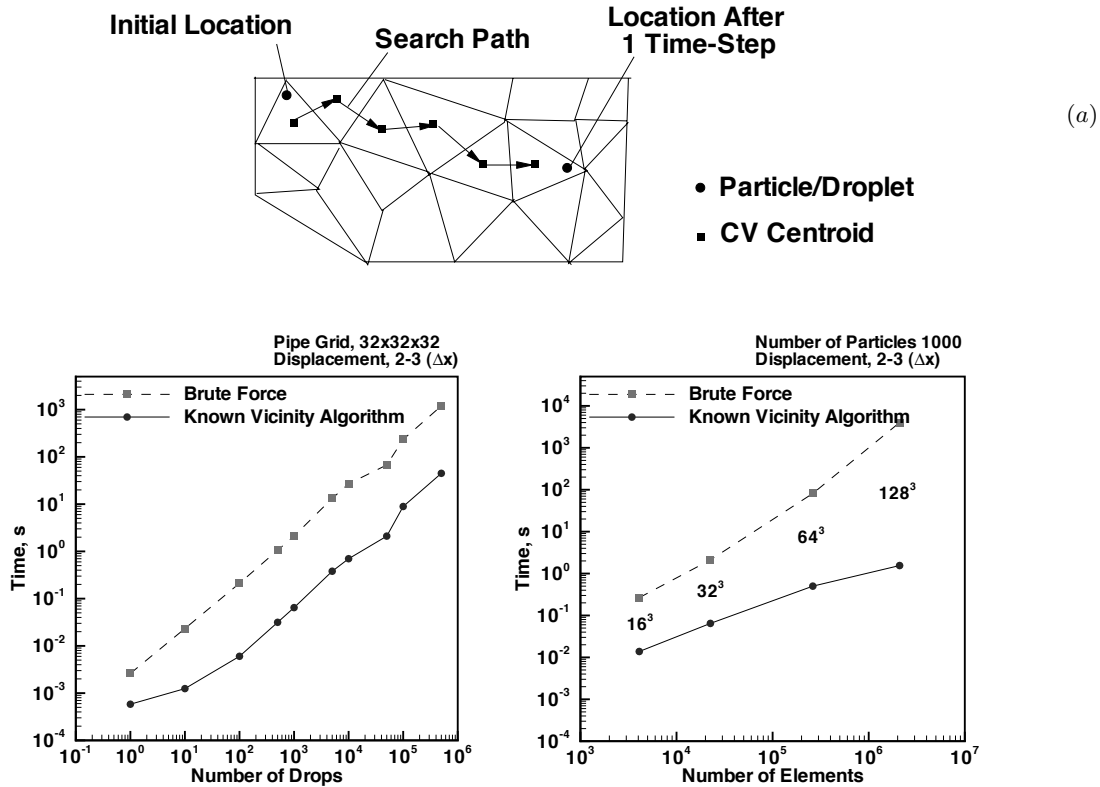 Initial Location
Search Path
Location After
1 Time-Step
(a)
Particle/Droplet
CV Centroid
Pipe Grid, 32x32x32
Displacement, 2-3 (Δx)
Brute Force
Known Vicinity Algorithm
10³
10²
10¹
10⁰
10⁻¹
10⁻²
10⁻³
10⁻⁴
Time, s
10⁻¹ 10⁰ 10¹ 10² 10³ 10⁴ 10⁵ 10⁶
Number of Drops
Number of Particles 1000
Displacement, 2-3 (Δx)
Brute Force
Known Vicinity Algorithm
10⁴
10³
10²
10¹
10⁰
10⁻¹
10⁻²
10⁻³
10⁻⁴
Time, s
16³
32³
64³
128³
10³ 10⁴ 10⁵ 10⁶ 10⁷
Number of Elements